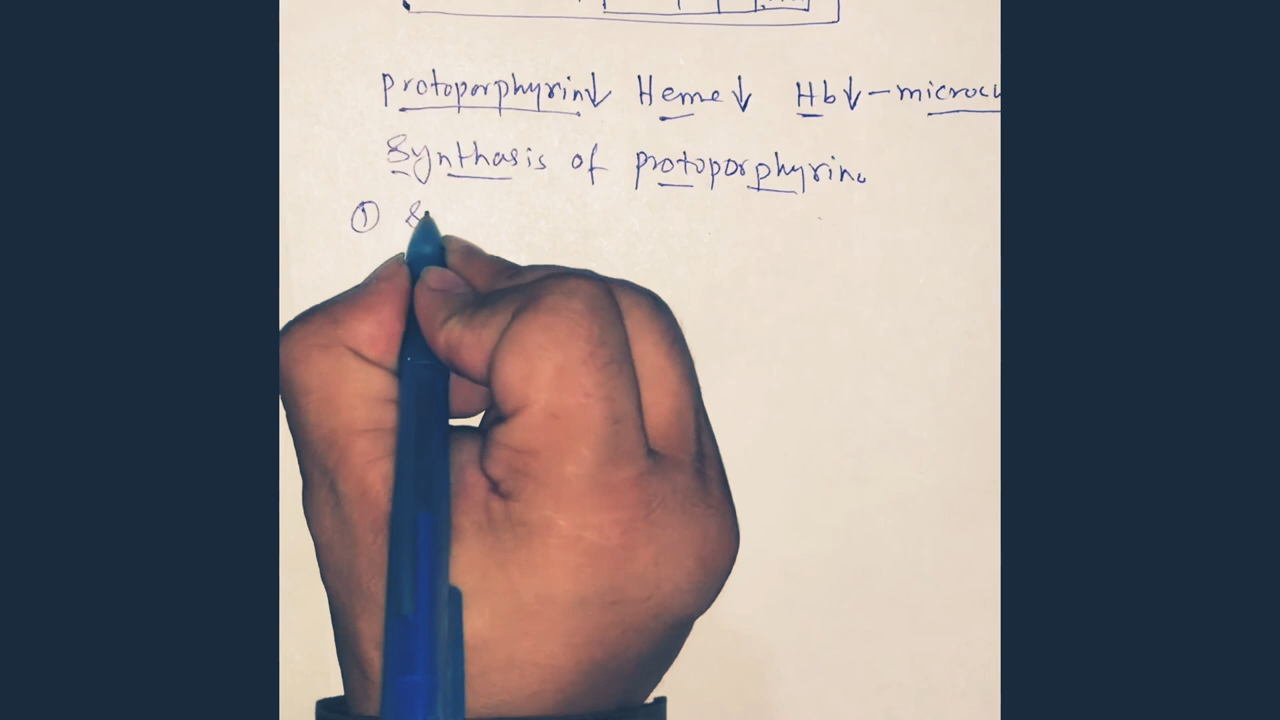 protoporphyrin↓ Heme↓ Hb↓ – microcy
Synthasis of protoporphyrin.
① S